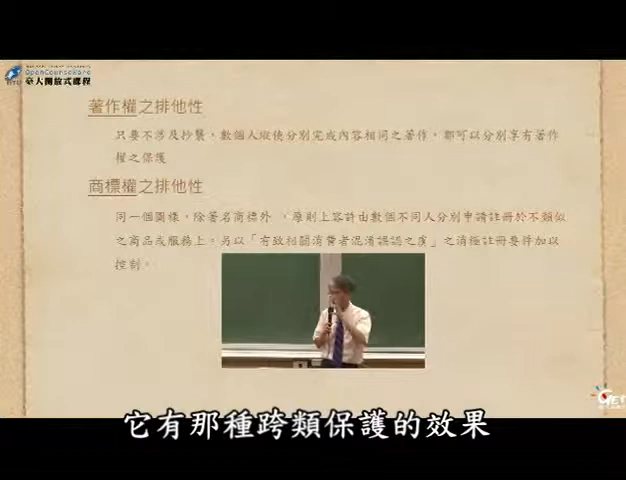 OpenCourseWare
臺大開放式課程
著作權之排他性
只要不涉及抄襲，數個人縱使分別完成內容相同之著作，都可以分別享有著作
權之保護
商標權之排他性
同一個圖樣，除著名商標外，原則上容許由數個不同人分別申請註冊於不類似
之商品或服務上。另以「有致相關消費者混淆誤認之虞」之消極註冊要件加以
控制。
它有那種跨類保護的效果